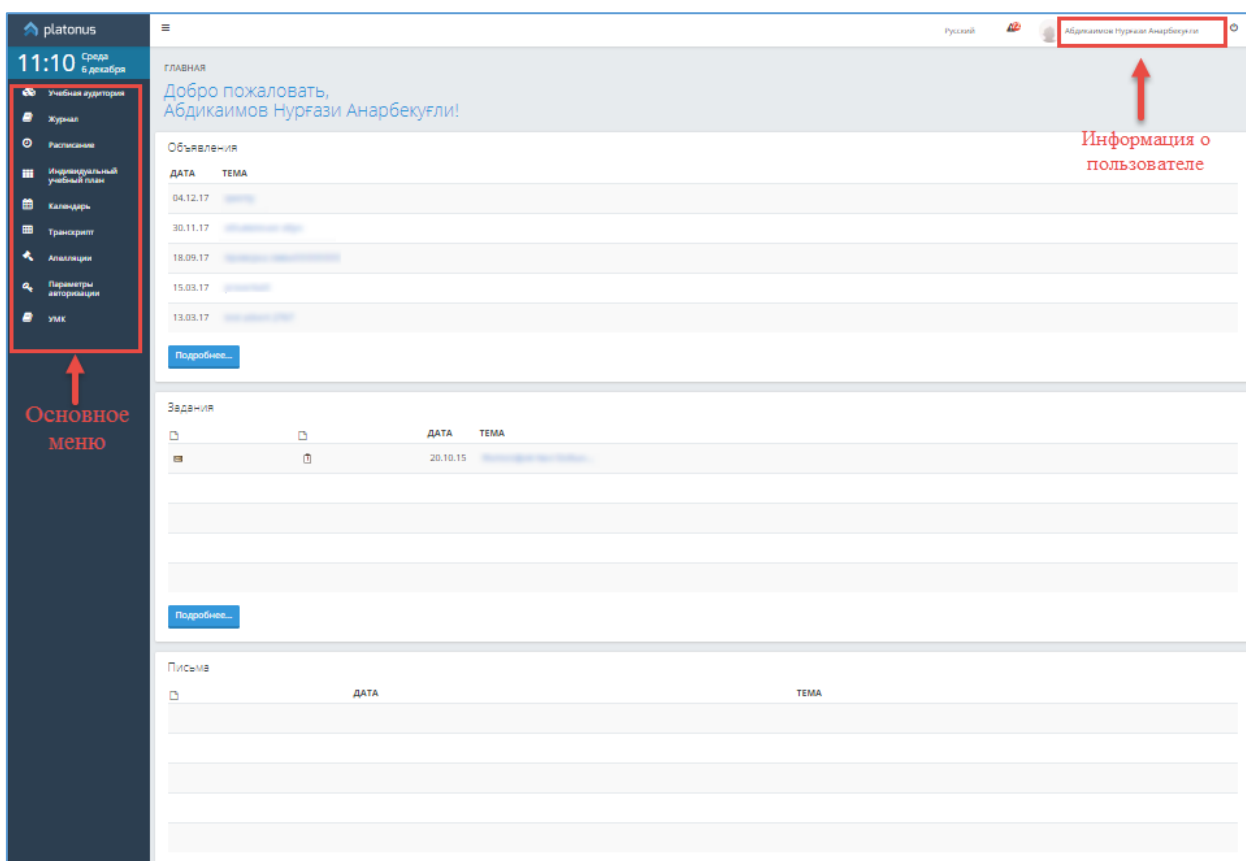 platonus
11:10 Среда
6 декабря
Учебная аудитория
Журнал
Расписание
Индивидуальный
учебный план
Календарь
Транскрипт
Апелляции
Параметры
авторизации
УМК
Основное
меню
Русский
Абдикаимов Нурғази Анарбекуғли
Информация о
пользователе
ГЛАВНАЯ
Добро пожаловать,
Абдикаимов Нурғази Анарбекуғли!
Объявления
ДАТА ТЕМА
04.12.17
30.11.17
18.09.17
15.03.17
13.03.17
Подробнее...
Задания
ДАТА ТЕМА
20.10.15
Подробнее...
Письма
ДАТА ТЕМА